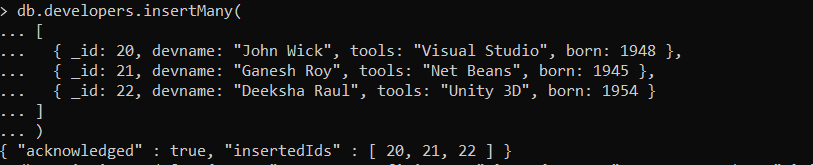 > db.developers.insertMany(
... [
...   { _id: 20, devname: "John Wick", tools: "Visual Studio", born: 1948 },
...   { _id: 21, devname: "Ganesh Roy", tools: "Net Beans", born: 1945 },
...   { _id: 22, devname: "Deeksha Raul", tools: "Unity 3D", born: 1954 }
... ]
... )
{ "acknowledged" : true, "insertedIds" : [ 20, 21, 22 ] }